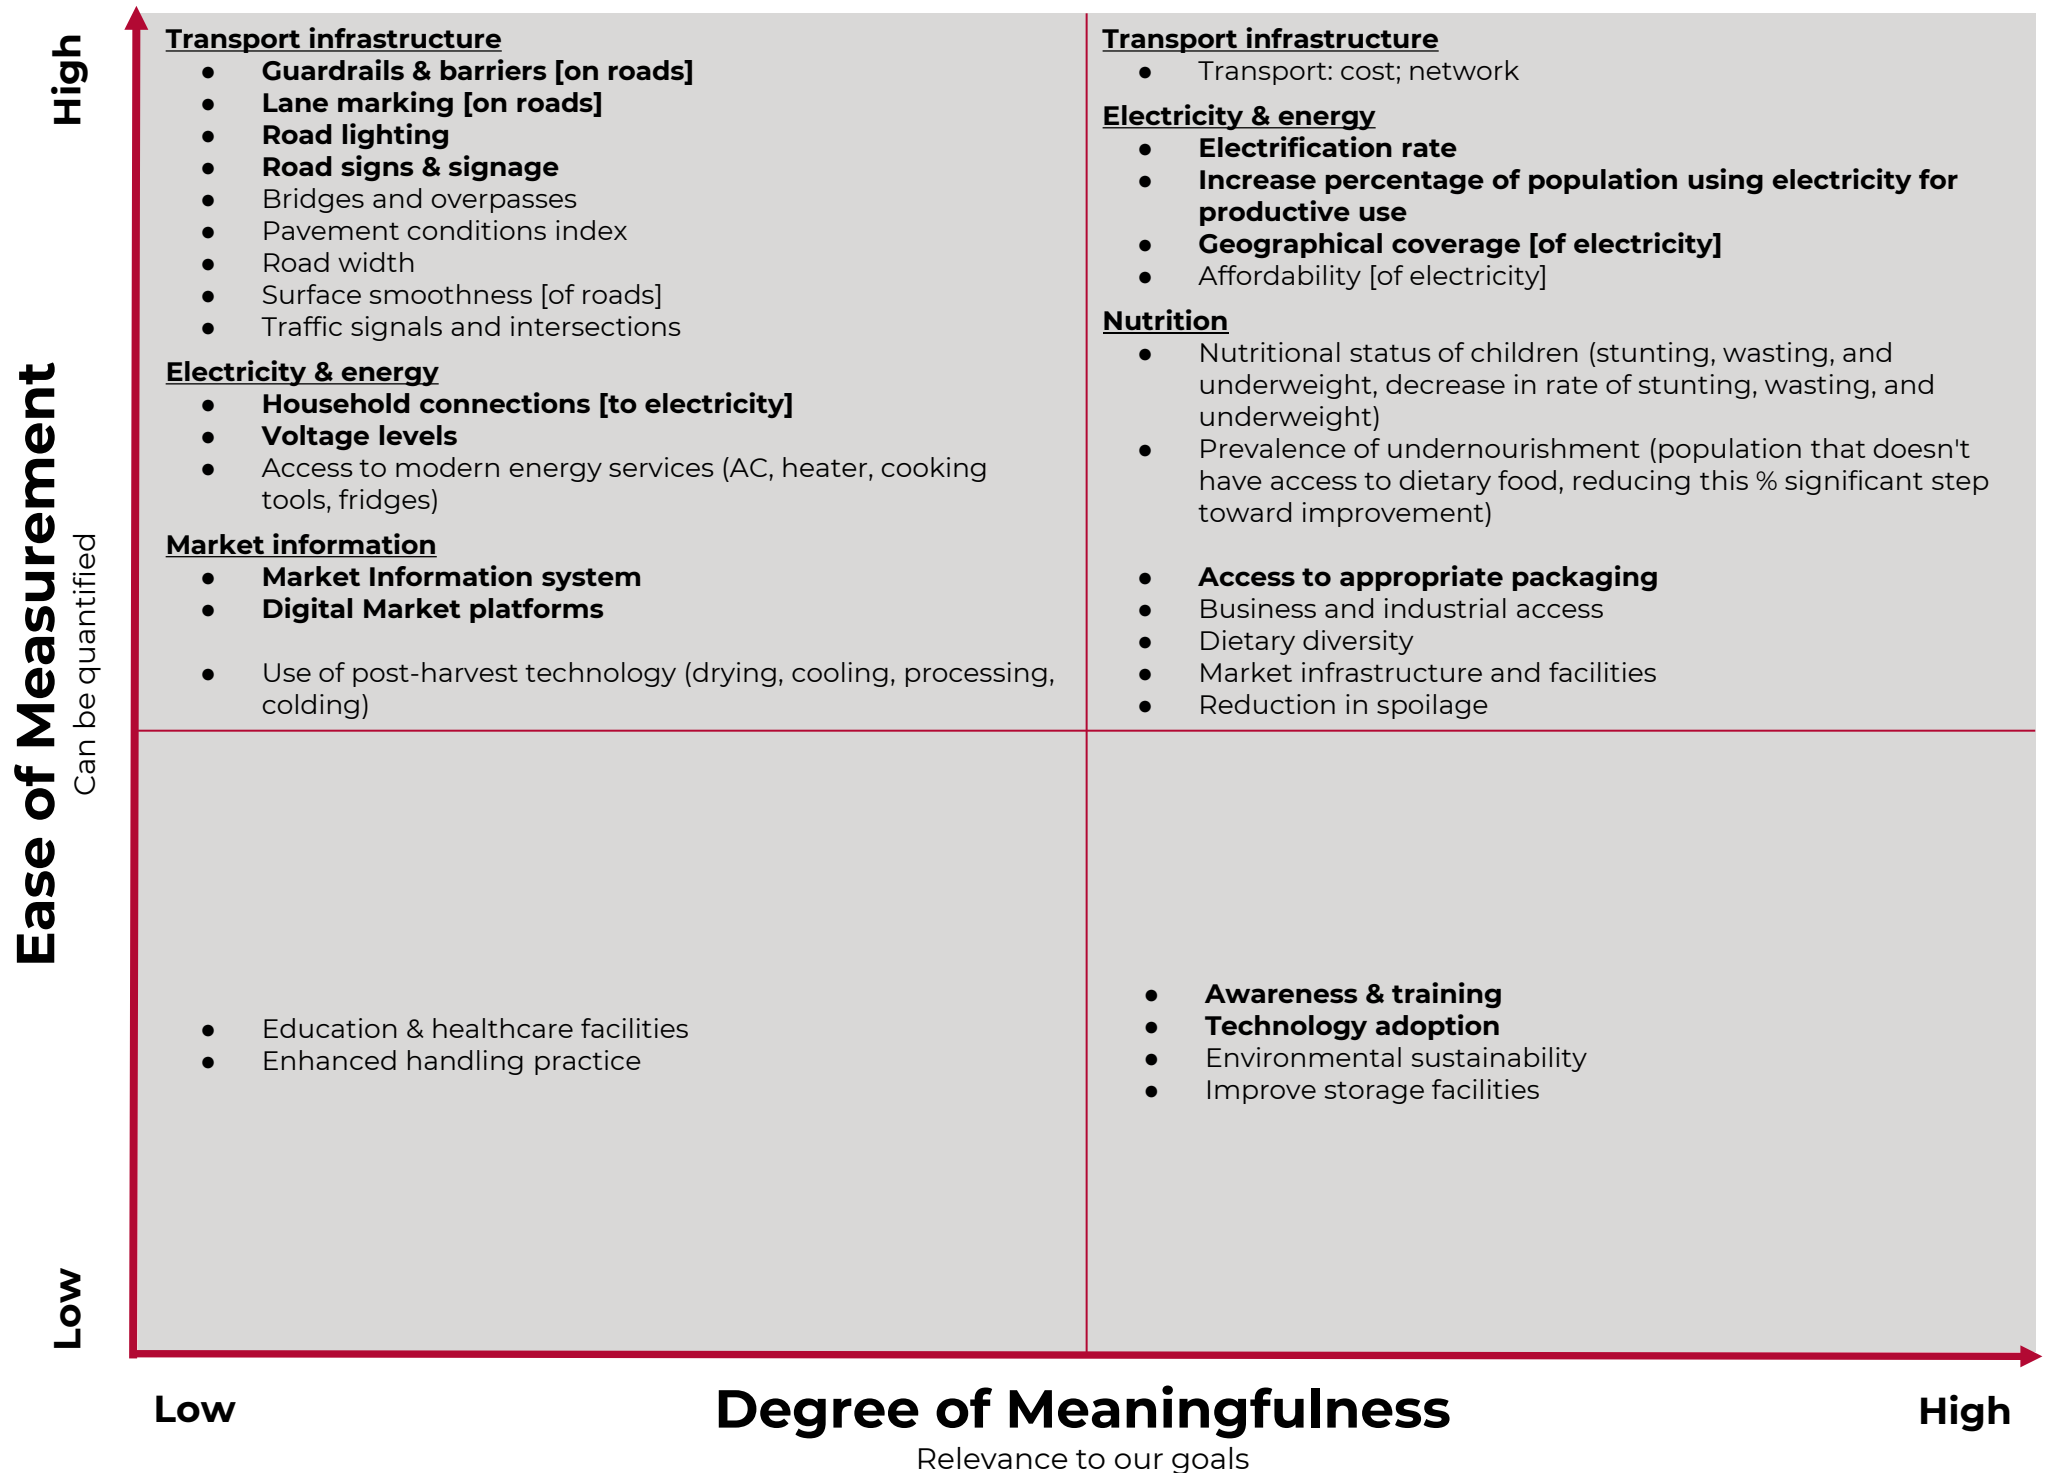 High
Ease of Measurement
Can be quantified
Low
Transport infrastructure
● Guardrails & barriers [on roads]
● Lane marking [on roads]
● Road lighting
● Road signs & signage
● Bridges and overpasses
● Pavement conditions index
● Road width
● Surface smoothness [of roads]
● Traffic signals and intersections
Electricity & energy
● Household connections [to electricity]
● Voltage levels
● Access to modern energy services (AC, heater, cooking
tools, fridges)
Market information
● Market Information system
● Digital Market platforms
● Use of post-harvest technology (drying, cooling, processing,
colding)
Transport infrastructure
● Transport: cost; network
Electricity & energy
● Electrification rate
● Increase percentage of population using electricity for
productive use
● Geographical coverage [of electricity]
● Affordability [of electricity]
Nutrition
● Nutritional status of children (stunting, wasting, and
underweight, decrease in rate of stunting, wasting, and
underweight)
● Prevalence of undernourishment (population that doesn't
have access to dietary food, reducing this % significant step
toward improvement)
● Access to appropriate packaging
● Business and industrial access
● Dietary diversity
● Market infrastructure and facilities
● Reduction in spoilage
● Education & healthcare facilities
● Enhanced handling practice
● Awareness & training
● Technology adoption
● Environmental sustainability
● Improve storage facilities
Low
Degree of Meaningfulness
High
Relevance to our goals